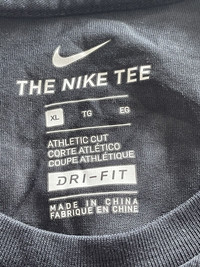 THE NIKE TEE
XL TG EG
ATHLETIC CUT
CORTE ATLÉTICO
COUPE ATHLÉTIQUE
DRI-FIT
MADE IN CHINA
FABRIQUÉ EN CHINE